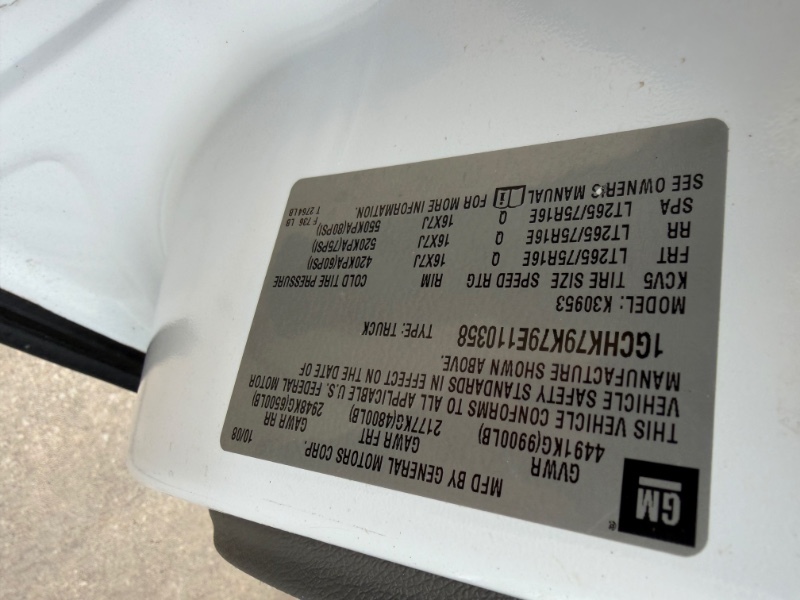 GM
®
MFD BY GENERAL MOTORS CORP.
10/08
GVWR GAWR FRT GAWR RR
4491KG(9900LB) 2177KG(4800LB) 2948KG(6500LB)
THIS VEHICLE CONFORMS TO ALL APPLICABLE U.S. FEDERAL MOTOR
VEHICLE SAFETY STANDARDS IN EFFECT ON THE DATE OF
MANUFACTURE SHOWN ABOVE.
1GCHK79K79E110358 TYPE: TRUCK
MODEL: K30953
KCV5 TIRE SIZE SPEED RTG RIM COLD TIRE PRESSURE
FRT LT265/75R16E Q 16X7J 420KPA(60PSI)
RR LT265/75R16E Q 16X7J 520KPA(75PSI)
SPA LT265/75R16E Q 16X7J 550KPA(80PSI)
SEE OWNER'S MANUAL FOR MORE INFORMATION.
F 736 LB
T 2764LB